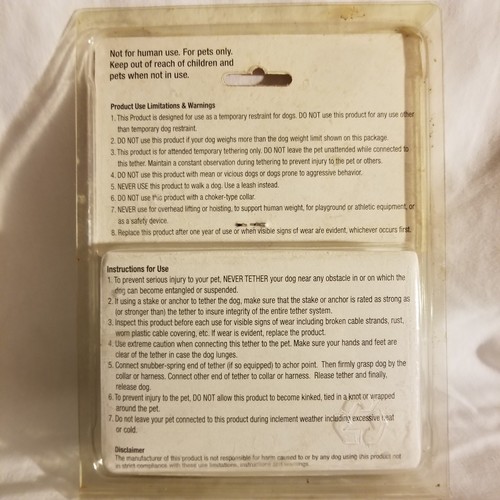 Not for human use. For pets only.
Keep out of reach of children and
pets when not in use.
Product Use Limitations & Warnings
1. This Product is designed for use as a temporary restraint for dogs. DO NOT use this product for any use other
than temporary dog restraint.
2. DO NOT use this product if your dog weighs more than the dog weight limit shown on this package.
3. This product is for attended temporary tethering only. DO NOT leave the pet unattended while connected to
this tether. Maintain a constant observation during tethering to prevent injury to the pet or others.
4. DO NOT use this product with mean or vicious dogs or dogs prone to aggressive behavior.
5. NEVER USE this product to walk a dog. Use a leash instead.
6. DO NOT use this product with a choker-type collar.
7. NEVER use for overhead lifting or hoisting, to support human weight, for playground or athletic equipment, or
as a safety device.
8. Replace this product after one year of use or when visible signs of wear are evident, whichever occurs first.
Instructions for Use
1. To prevent serious injury to your pet, NEVER TETHER your dog near any obstacle in or on which the
dog can become entangled or suspended.
2. If using a stake or anchor to tether the dog, make sure that the stake or anchor is rated as strong as
(or stronger than) the tether to insure integrity of the entire tether system.
3. Inspect this product before each use for visible signs of wear including broken cable strands, rust,
worn plastic cable covering, etc. If wear is evident, replace the product.
4. Use extreme caution when connecting this tether to the pet. Make sure your hands and feet are
clear of the tether in case the dog lunges.
5. Connect snubber-spring end of tether (if so equipped) to achor point. Then firmly grasp dog by the
collar or harness. Connect other end of tether to collar or harness. Rlease tether and finally,
release dog.
6. To prevent injury to the pet, DO NOT allow this product to become kinked, tied in a knot or wrapped
around the pet.
7. Do not leave your pet connected to this product during inclement weather including excessive heat
or cold.
Disclaimer
The manufacturer of this product is not responsible for harm caused to or by any dog using this product not
in strict compliance with these use limitations, instructions and warnings.